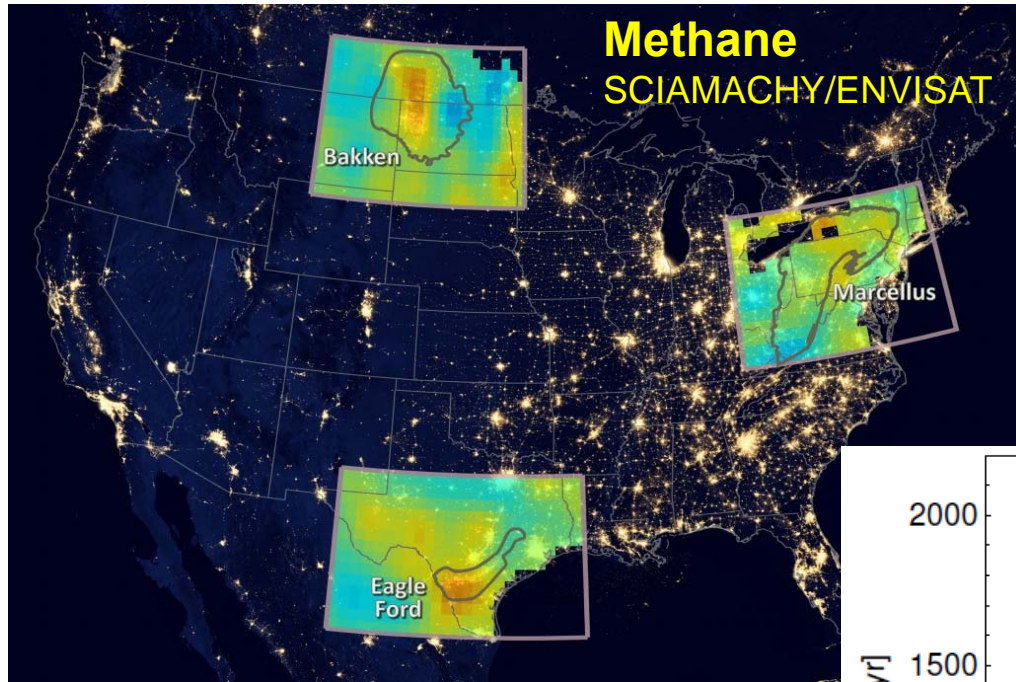 Methane
SCIAMACHY/ENVISAT
Bakken
Marcellus
Eagle
Ford
2000
1500
yr]